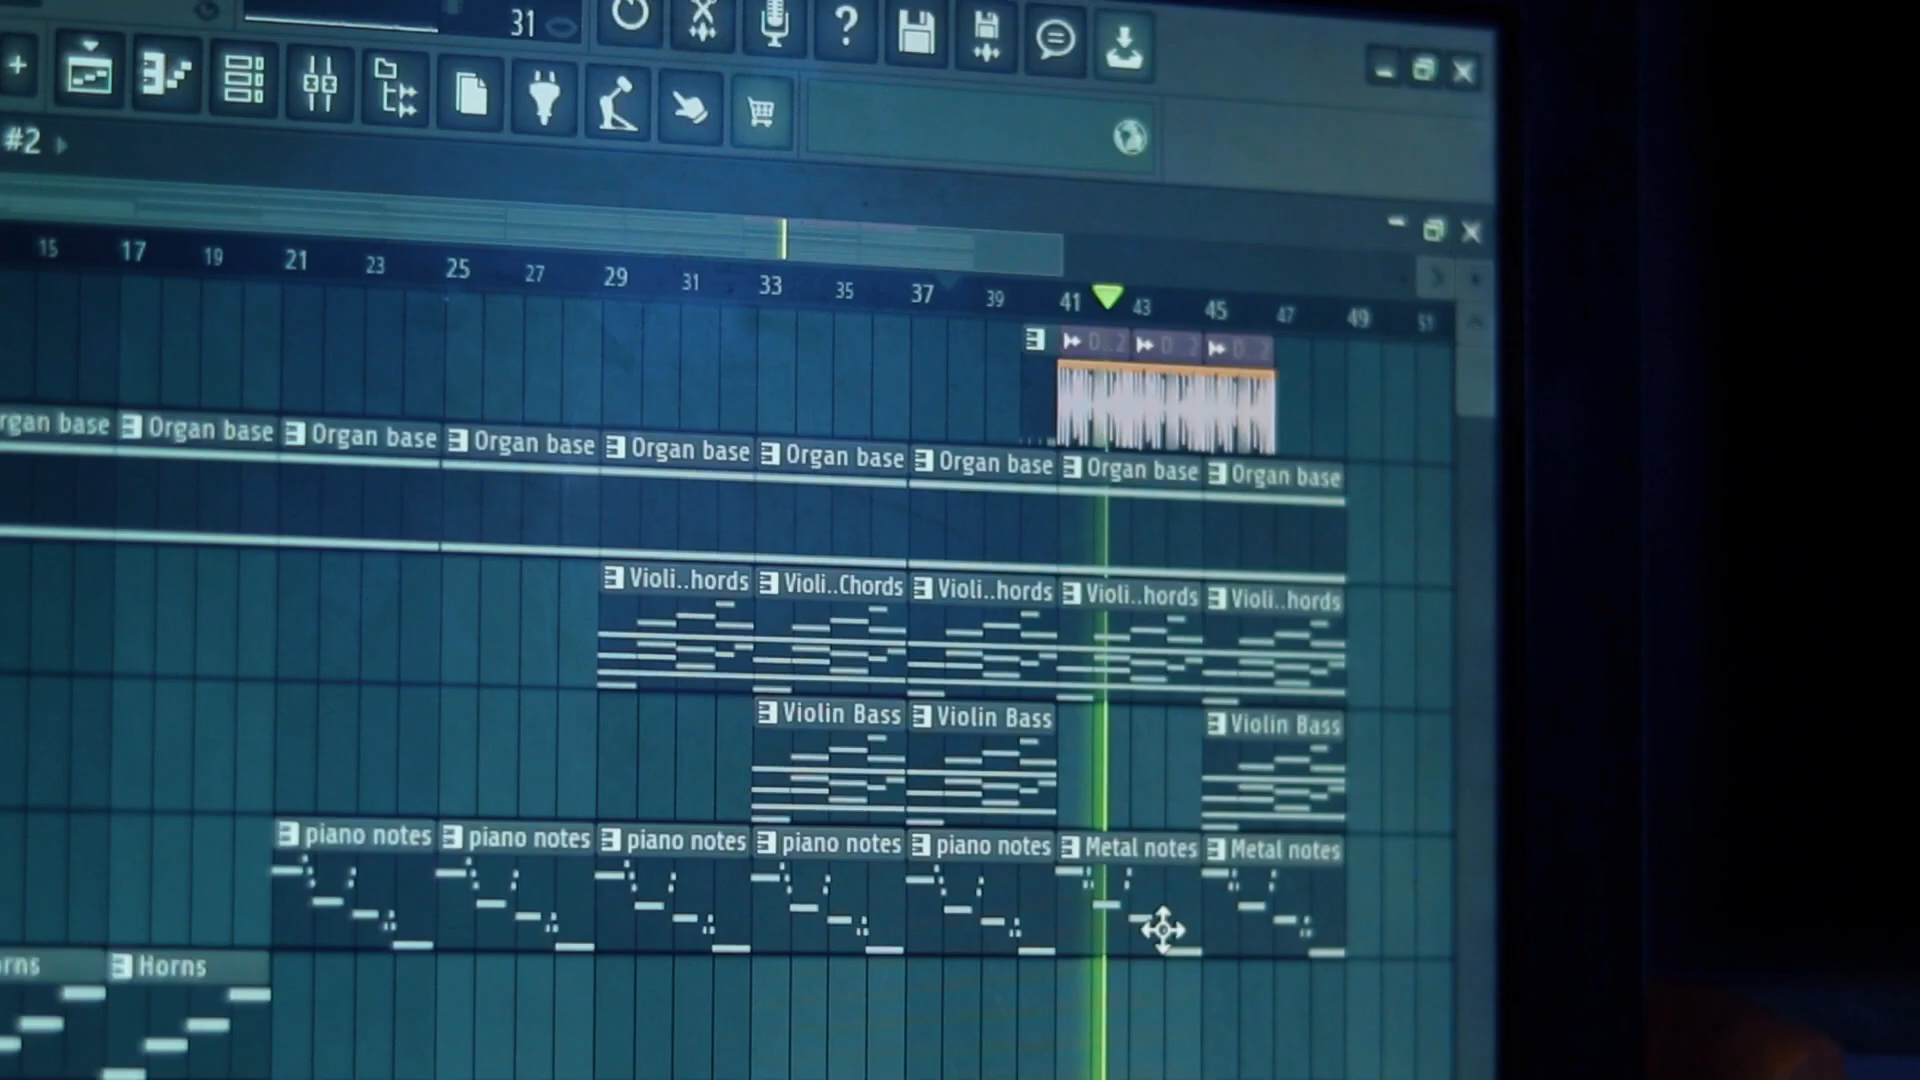 31
?
#2
15 17 19 21 23 25 27 29 31 33 35 37 39 41 43 45 47 49 51
D..2 D..2 D..2
rgan base Organ base Organ base Organ base Organ base Organ base Organ base Organ base Organ base
Violi..hords Violi..Chords Violi..hords Violi..hords Violi..hords
Violin Bass Violin Bass Violin Bass
piano notes piano notes piano notes piano notes piano notes Metal notes Metal notes
rns Horns